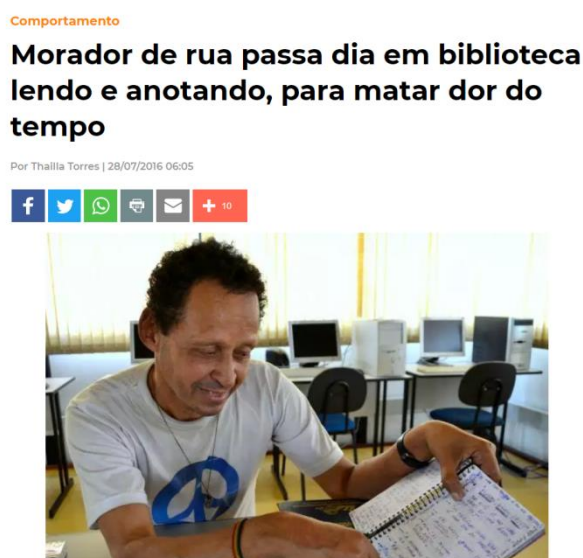 Comportamento
Morador de rua passa dia em biblioteca
lendo e anotando, para matar dor do
tempo
Por Thailla Torres | 28/07/2016 06:05
10